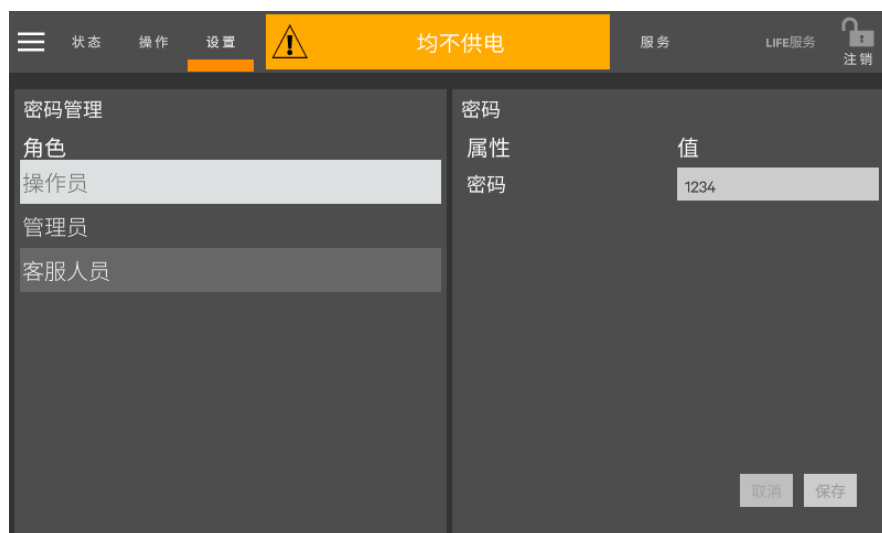 状态 操作 设置 均不供电 服务 LIFE服务 1
注销
密码管理
角色
操作员
管理员
客服人员
密码
属性 值
密码 1234
取消 保存